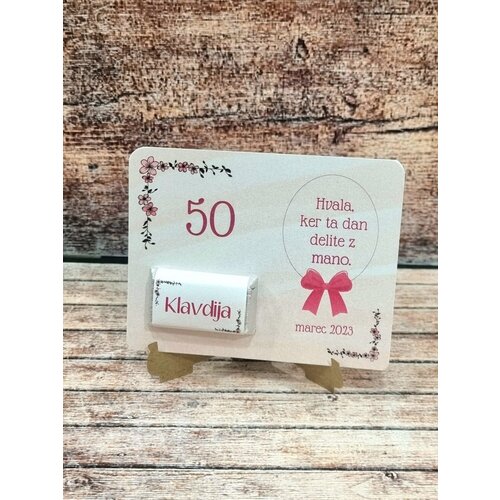 50
Klavdija
Hvala,
ker ta dan
delite z
mano.
marec 2023